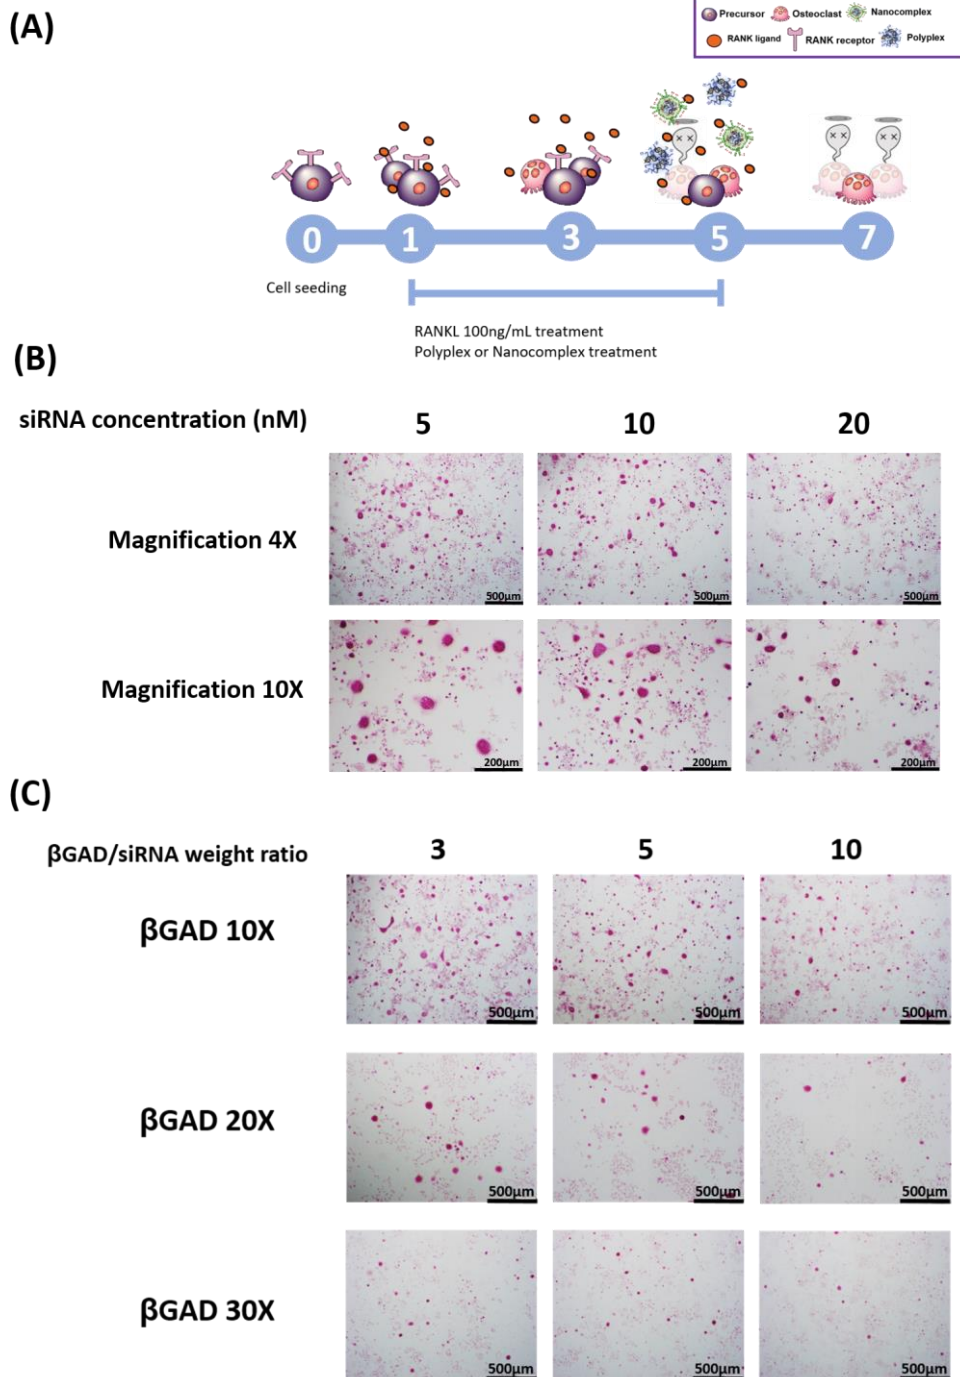 (A)
Precursor Osteoclast Nanocomplex
RANK ligand RANK receptor Polyplex
0 1 3 5 7
Cell seeding
RANKL 100ng/mL treatment
Polyplex or Nanocomplex treatment
(B)
siRNA concentration (nM) 5 10 20
Magnification 4X
500μm 500μm 500μm
Magnification 10X
200μm 200μm 200μm
(C)
βGAD/siRNA weight ratio 3 5 10
βGAD 10X
500μm 500μm 500μm
βGAD 20X
500μm 500μm 500μm
βGAD 30X
500μm 500μm 500μm